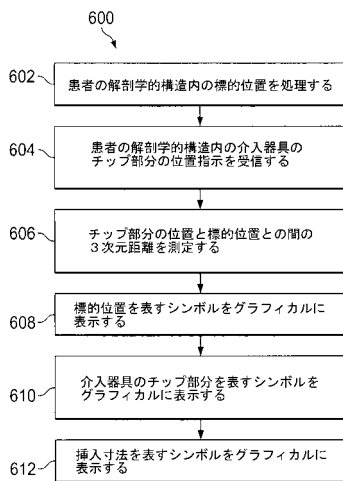 600
602
患者の解剖学的構造内の標的位置を処理する
604
患者の解剖学的構造内の介入器具の
チップ部分の位置指示を受信する
606
チップ部分の位置と標的位置との間の
3次元距離を測定する
608
標的位置を表すシンボルをグラフィカルに
表示する
610
介入器具のチップ部分を表すシンボルを
グラフィカルに表示する
612
挿入寸法を表すシンボルをグラフィカルに
表示する